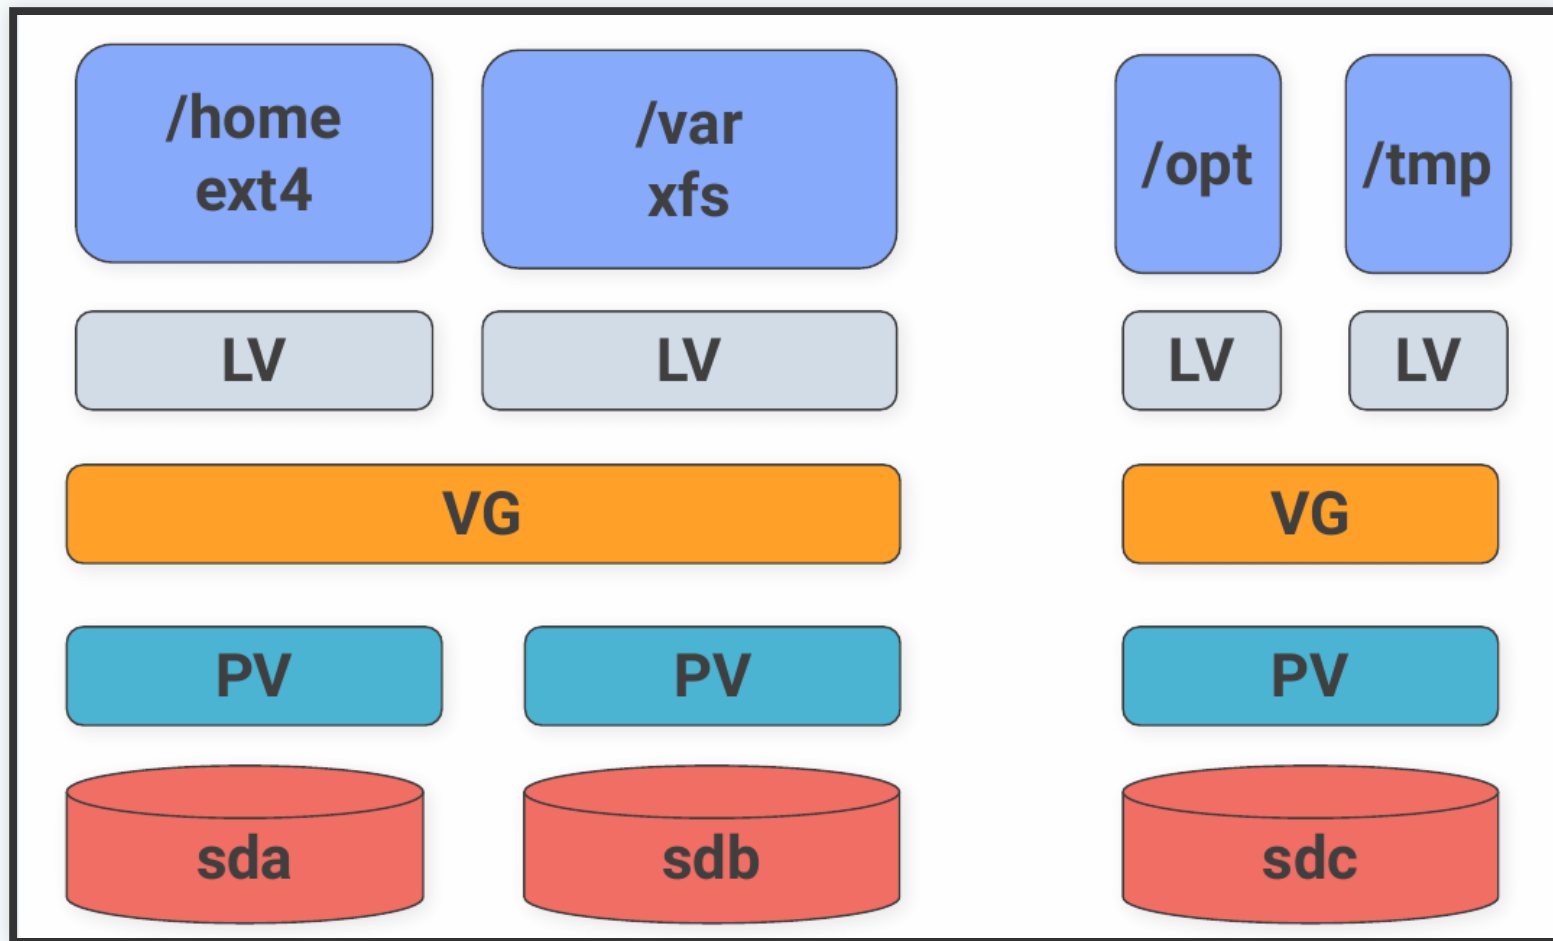 /home
ext4
/var
xfs
/opt
/tmp
LV
LV
LV
LV
VG
VG
PV
PV
PV
sda
sdb
sdc